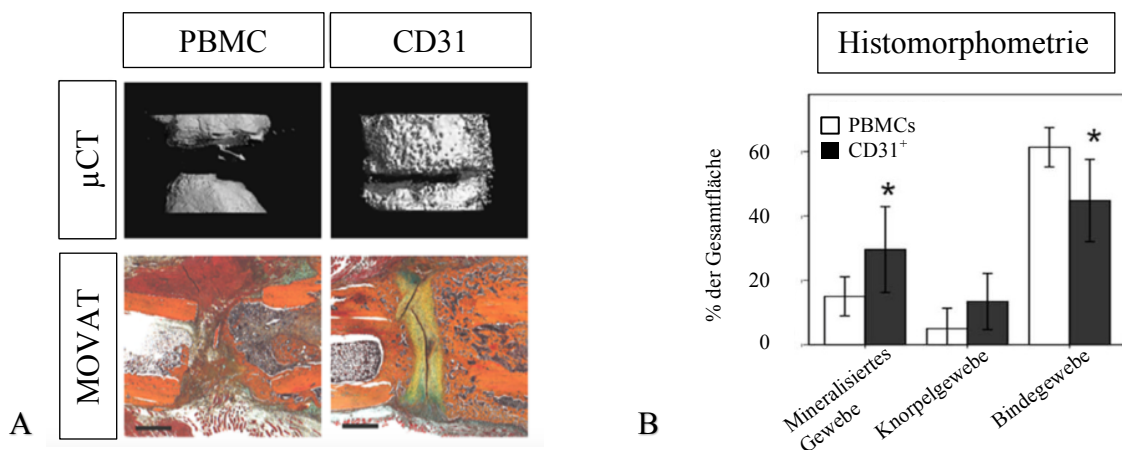 PBMC
CD31
µCT
MOVAT
A
Histomorphometrie
PBMCs
CD31⁺
% der Gesamtfläche
60
40
20
0
*
*
Mineralisiertes
Gewebe
Knorpelgewebe
Bindegewebe
B